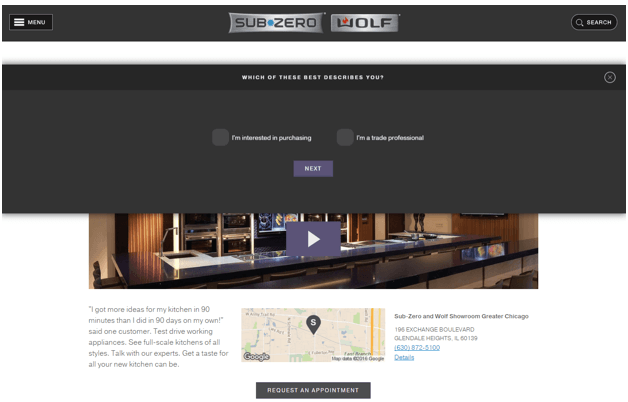 MENU
SUB-ZERO WOLF
SEARCH
WHICH OF THESE BEST DESCRIBES YOU?
I'm interested in purchasing
I'm a trade professional
NEXT
"I got more ideas for my kitchen in 90
minutes than I did in 90 days on my own!"
said one customer. Test drive working
appliances. See full-scale kitchens of all
styles. Talk with our experts. Get a taste for
all your new kitchen can be.
S
Google
Map data ©2016 Google
Sub-Zero and Wolf Showroom Greater Chicago
196 EXCHANGE BOULEVARD
GLENDALE HEIGHTS, IL 60139
(630) 872-5100
Details
REQUEST AN APPOINTMENT